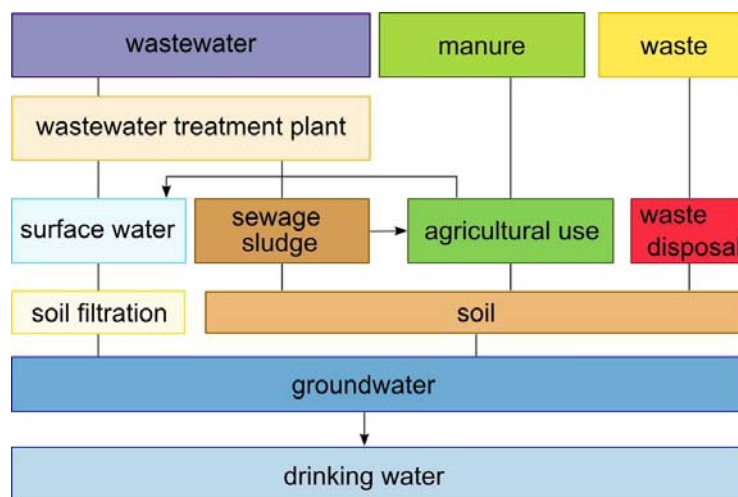 wastewater
manure
waste
wastewater treatment plant
surface water
sewage
sludge
agricultural use
waste
disposal
soil filtration
soil
groundwater
drinking water